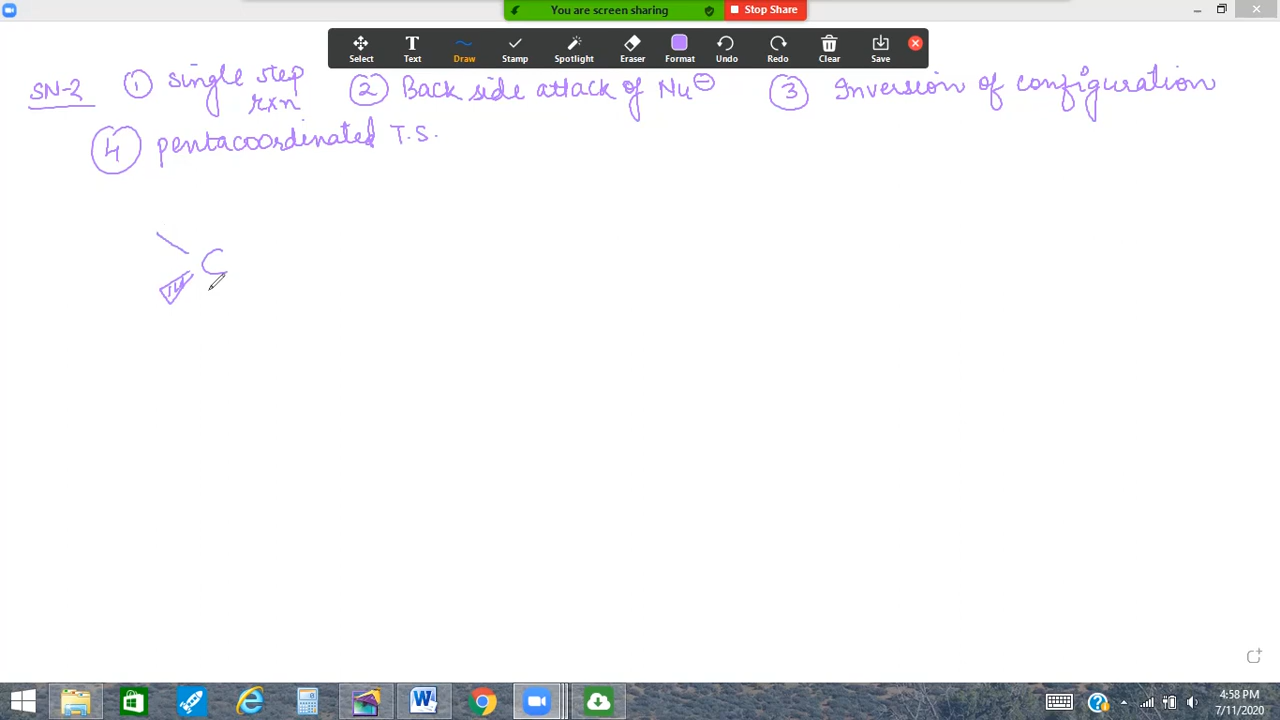 You are screen sharing Stop Share
Select Text Draw Stamp Spotlight Eraser Format Undo Redo Clear Save
SN-2 ① single step rxn ② Back side attack of Nu⊖ ③ Inversion of configuration
④ pentacoordinated T.S.
C
4:58 PM
7/11/2020